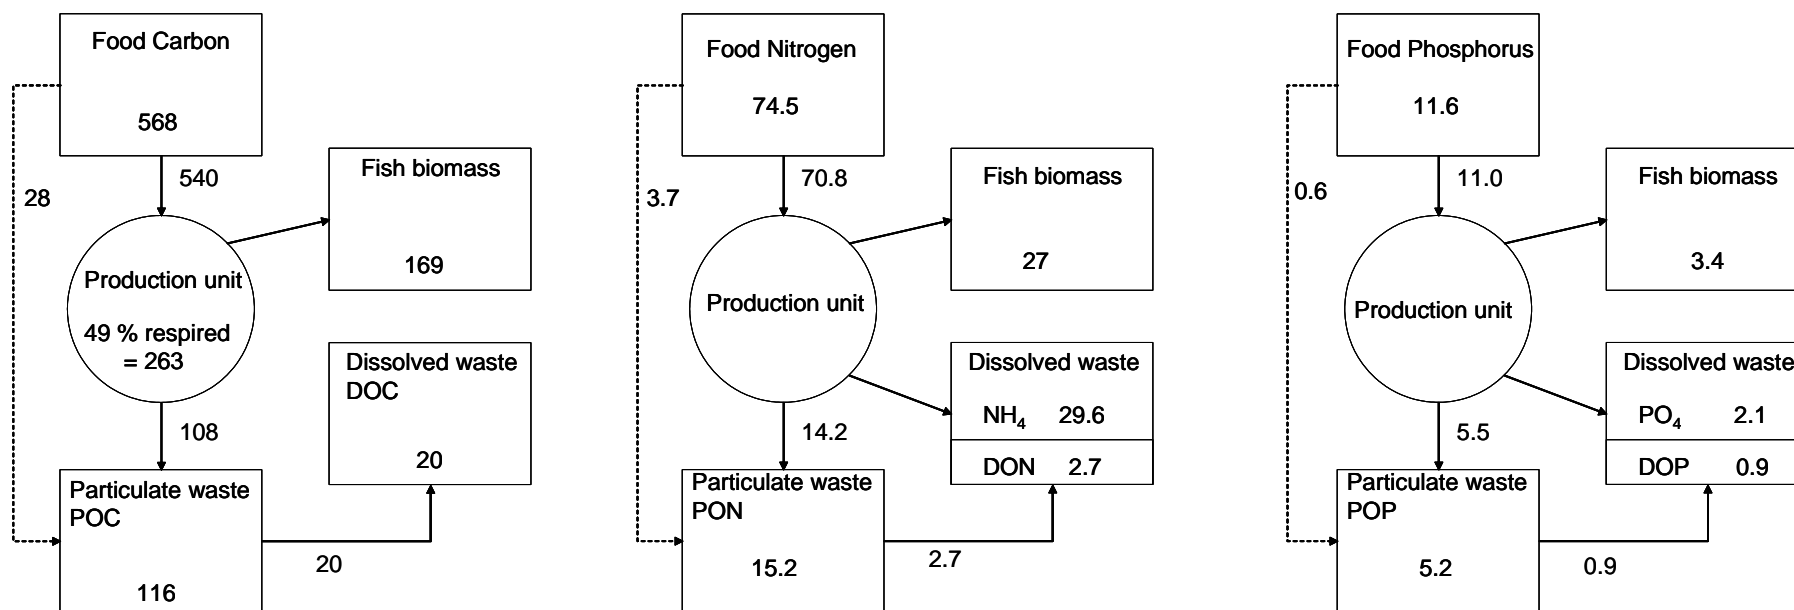 Food Carbon
568
540
28
Fish biomass
169
Production unit
49 % respired
= 263
Dissolved waste
DOC
20
108
Particulate waste
POC
116
20
Food Nitrogen
74.5
70.8
3.7
Fish biomass
27
Production unit
Dissolved waste
NH₄ 29.6
DON 2.7
14.2
Particulate waste
PON
15.2
2.7
Food Phosphorus
11.6
11.0
0.6
Fish biomass
3.4
Production unit
Dissolved waste
PO₄ 2.1
DOP 0.9
5.5
Particulate waste
POP
5.2
0.9